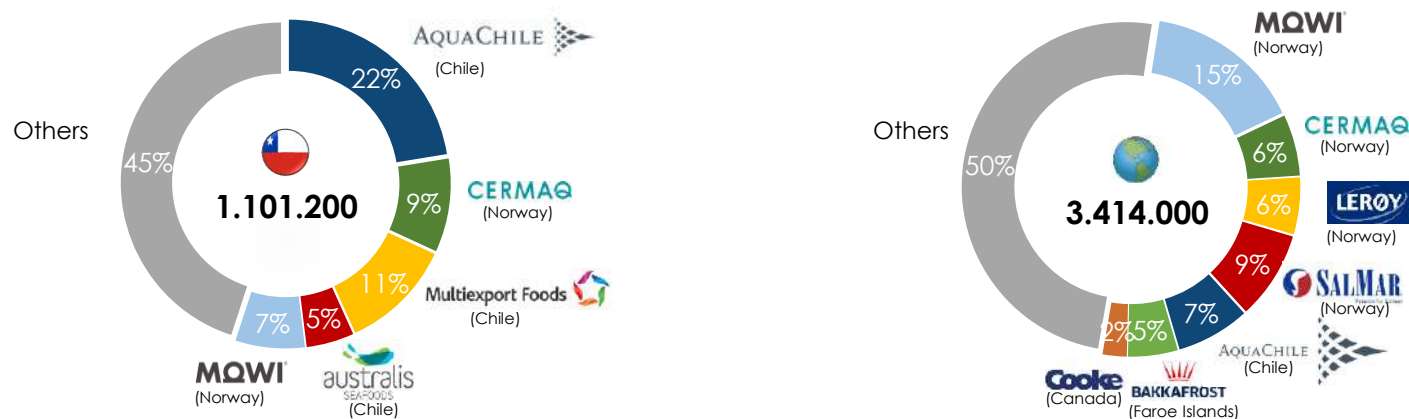 AQUACHILE
(Chile)
22%
Others
45%
1.101.200
CERMAQ
(Norway)
9%
11%
Multiexport Foods
(Chile)
7%
5%
MOWI
(Norway)
australis
SEAFOODS
(Chile)
MOWI
(Norway)
15%
Others
50%
3.414.000
CERMAQ
(Norway)
6%
6%
LERØY
(Norway)
9%
SALMAR
(Norway)
7%
AQUACHILE
(Chile)
2%
5%
Cooke
(Canada)
BAKKAFROST
(Faroe Islands)